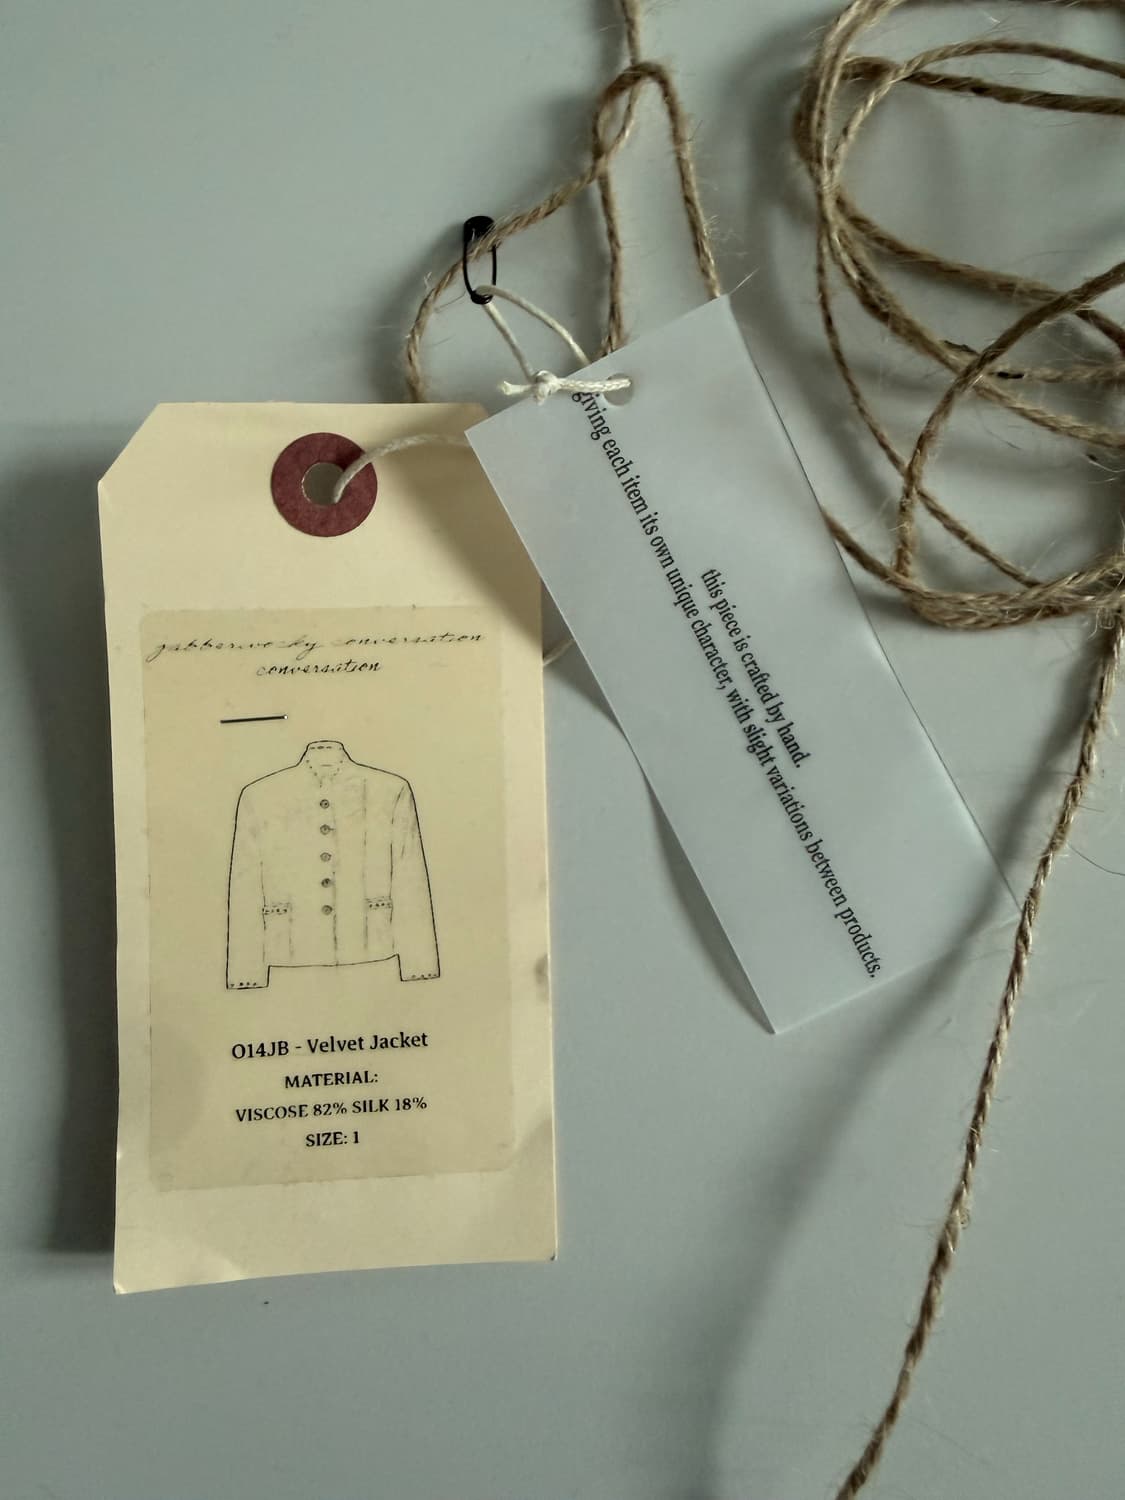 jabberwocky conversation
conversation
O14JB - Velvet Jacket
MATERIAL:
VISCOSE 82% SILK 18%
SIZE: 1
this piece is crafted by hand.
giving each item its own unique character, with slight variations between products.